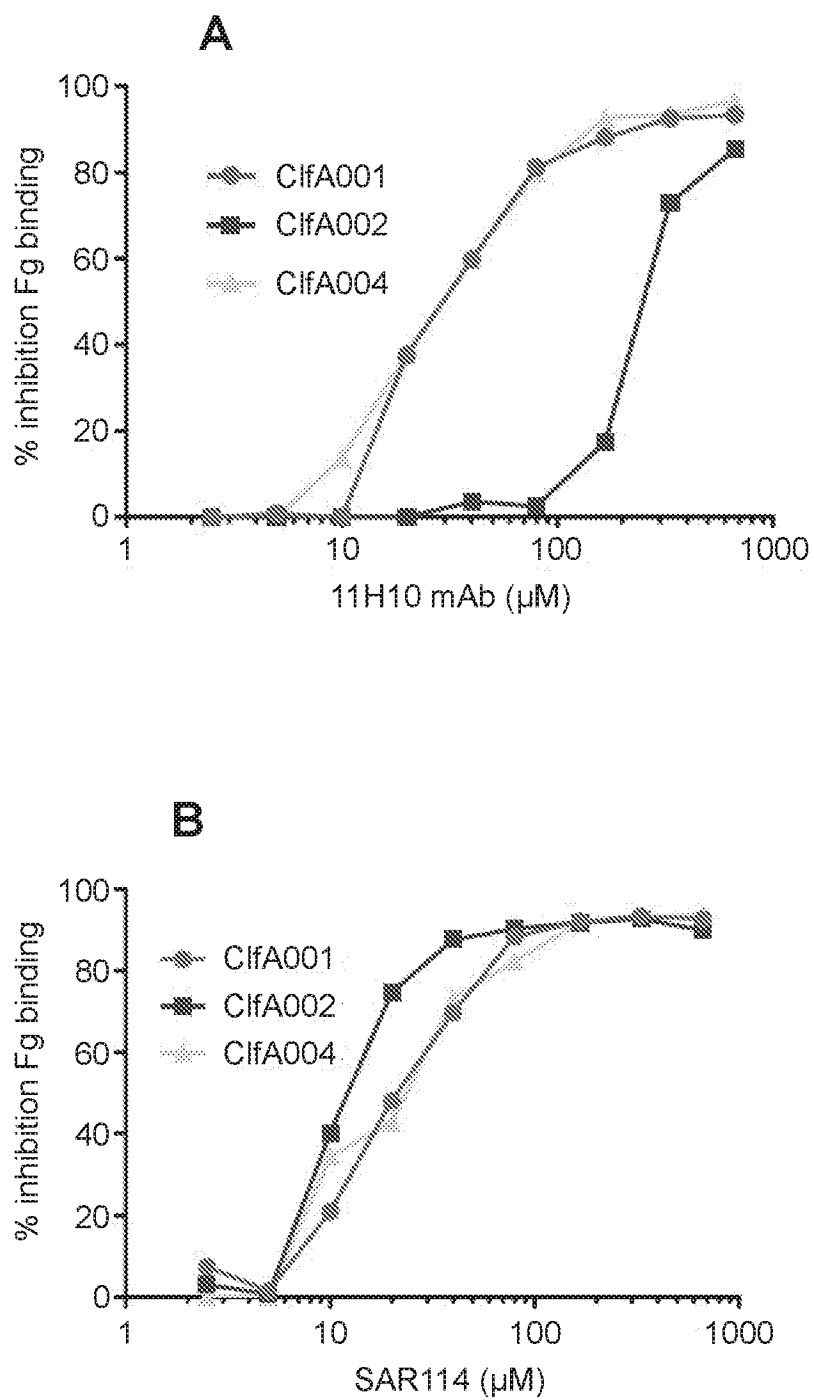 A
100
80
60
40
20
0
% inhibition Fg binding
ClfA001
ClfA002
ClfA004
1
10
100
1000
11H10 mAb (µM)
B
100
80
60
40
20
0
% inhibition Fg binding
ClfA001
ClfA002
ClfA004
1
10
100
1000
SAR114 (µM)